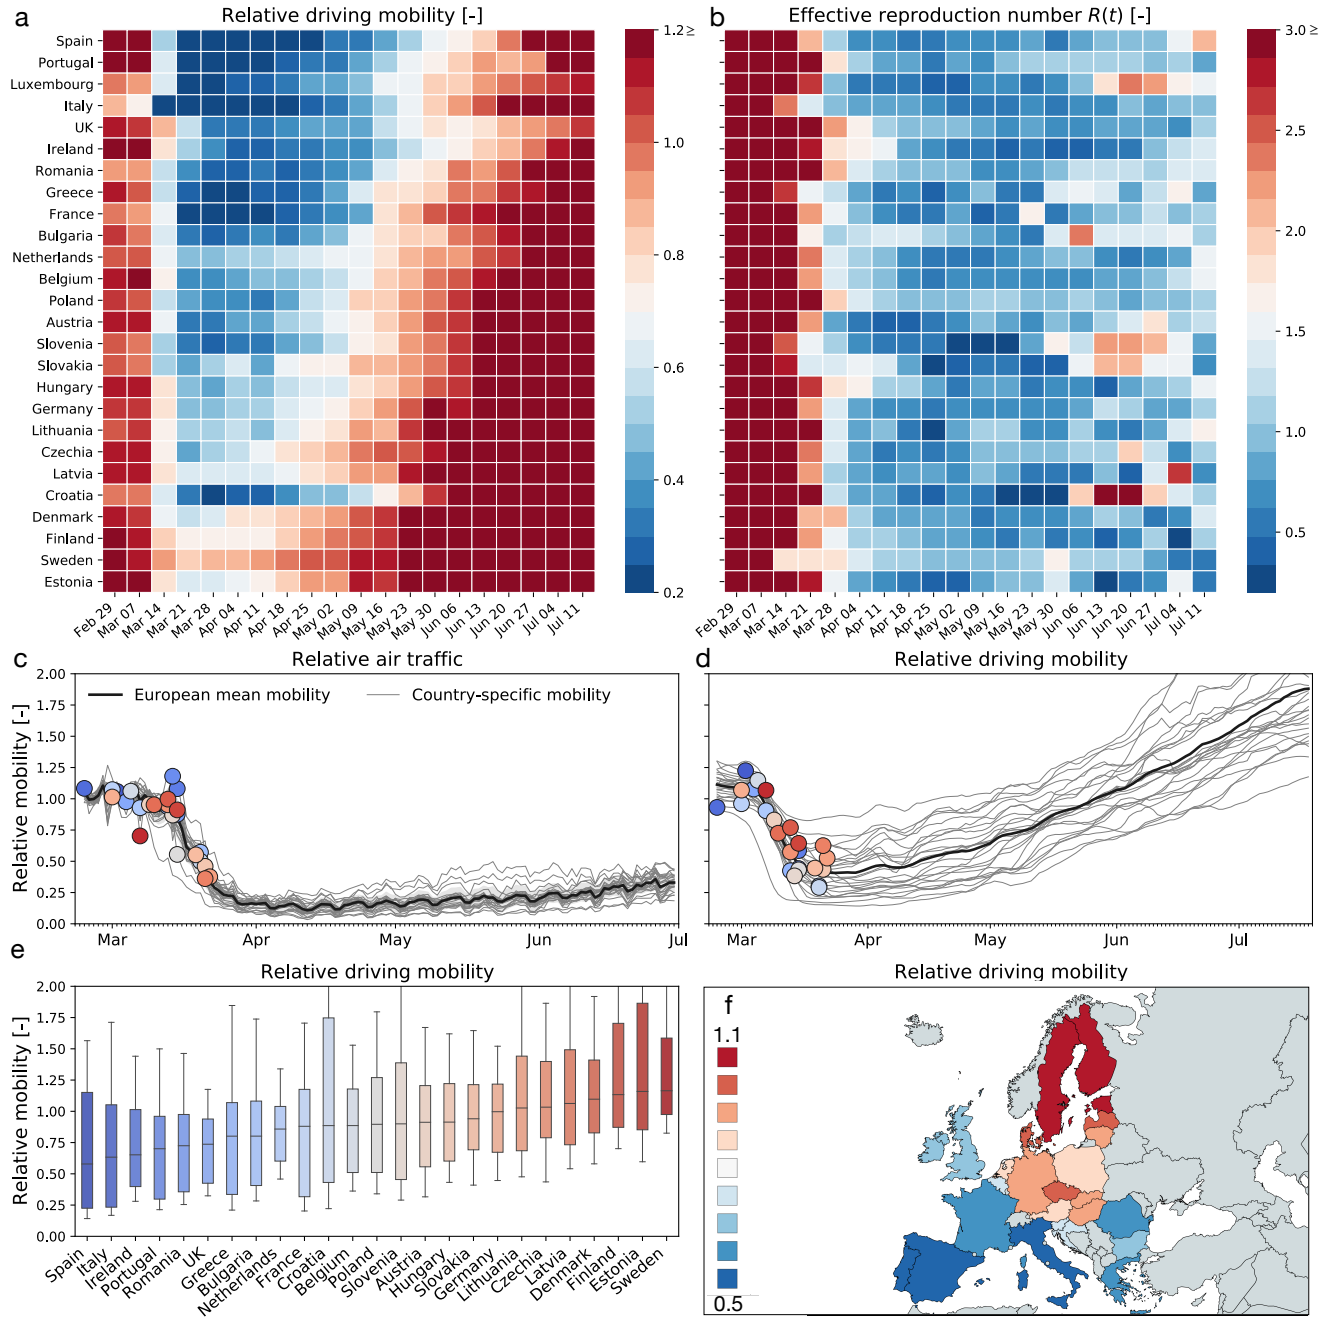 a
Relative driving mobility [-]
Spain
Portugal
Luxembourg
Italy
UK
Ireland
Romania
Greece
France
Bulgaria
Netherlands
Belgium
Poland
Austria
Slovenia
Slovakia
Hungary
Germany
Lithuania
Czechia
Latvia
Croatia
Denmark
Finland
Sweden
Estonia
Feb 29
Mar 07
Mar 14
Mar 21
Mar 28
Apr 04
Apr 11
Apr 18
Apr 25
May 02
May 09
May 16
May 23
May 30
Jun 06
Jun 13
Jun 20
Jun 27
Jul 04
Jul 11
1.2≥
1.0
0.8
0.6
0.4
0.2
b
Effective reproduction number R(t) [-]
Feb 29
Mar 07
Mar 14
Mar 21
Mar 28
Apr 04
Apr 11
Apr 18
Apr 25
May 02
May 09
May 16
May 23
May 30
Jun 06
Jun 13
Jun 20
Jun 27
Jul 04
Jul 11
3.0≥
2.5
2.0
1.5
1.0
0.5
c
Relative air traffic
Relative mobility [-]
2.00
1.75
1.50
1.25
1.00
0.75
0.50
0.25
0.00
European mean mobility
Country-specific mobility
Mar
Apr
May
Jun
Jul
d
Relative driving mobility
Mar
Apr
May
Jun
Jul
e
Relative driving mobility
Relative mobility [-]
2.00
1.75
1.50
1.25
1.00
0.75
0.50
0.25
0.00
Spain
Italy
Ireland
Portugal
Romania
UK
Greece
Bulgaria
Netherlands
France
Croatia
Belgium
Poland
Slovenia
Austria
Hungary
Slovakia
Germany
Lithuania
Czechia
Latvia
Denmark
Finland
Estonia
Sweden
Relative driving mobility
f
1.1
0.5